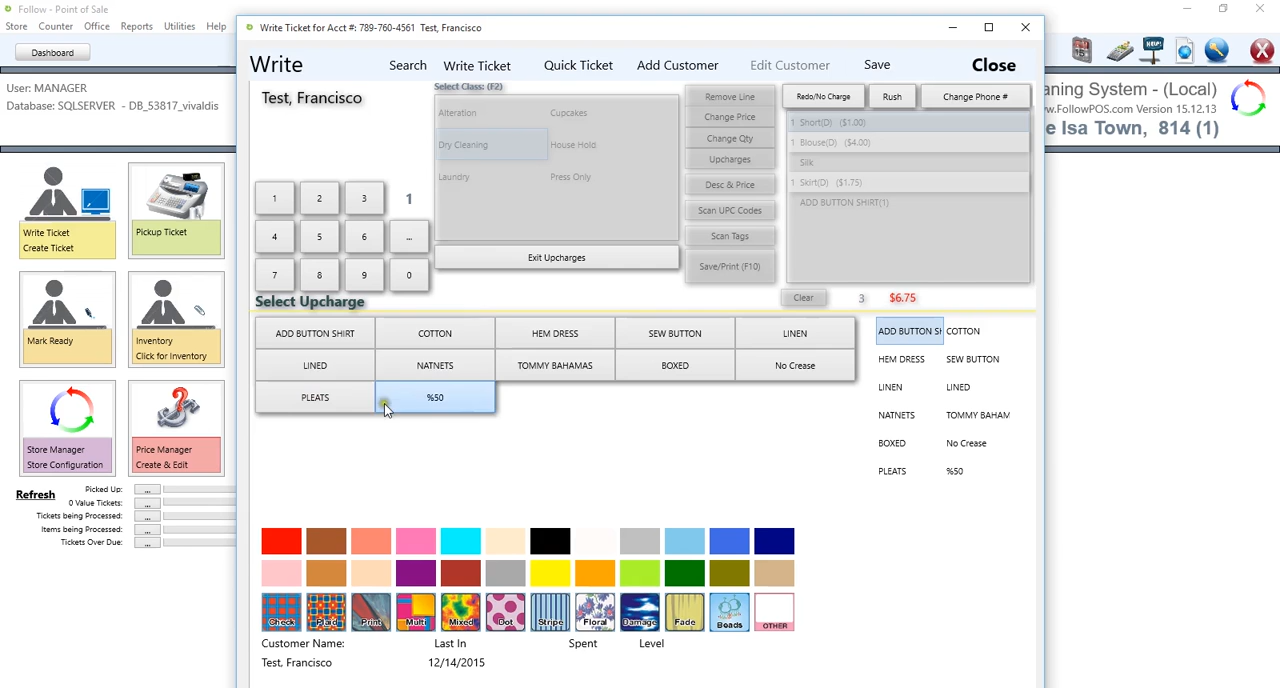 Follow - Point of Sale
Store Counter Office Reports Utilities Help
Dashboard
User: MANAGER
Database: SQLSERVER - DB_53817_vivaldis
Write Ticket
Create Ticket
Pickup Ticket
Mark Ready
Inventory
Click for Inventory
Store Manager
Store Configuration
Price Manager
Create & Edit
Refresh
Picked Up: ...
0 Value Tickets: ...
Tickets being Processed: ...
Items being Processed: ...
Tickets Over Due: ...
Write Ticket for Acct #: 789-760-4561 Test, Francisco
Write
Search Write Ticket Quick Ticket Add Customer Edit Customer Save Close
Test, Francisco
1 2 3 1
4 5 6 ...
7 8 9 0
Select Class: (F2)
Alteration Cupcakes
Dry Cleaning House Hold
Laundry Press Only
Exit Upcharges
Remove Line
Change Price
Change Qty
Upcharges
Desc & Price
Scan UPC Codes
Scan Tags
Save/Print (F10)
Redo/No Charge Rush Change Phone #
1 Short(D) ($1.00)
1 Blouse(D) ($4.00)
Silk
1 Skirt(D) ($1.75)
ADD BUTTON SHIRT(1)
Clear 3 $6.75
Select Upcharge
ADD BUTTON SHIRT COTTON HEM DRESS SEW BUTTON LINEN
LINED NATNETS TOMMY BAHAMAS BOXED No Crease
PLEATS %50
ADD BUTTON SH COTTON
HEM DRESS SEW BUTTON
LINEN LINED
NATNETS TOMMY BAHAM
BOXED No Crease
PLEATS %50
Check Plaid Print Multi Mixed Dot Stripe Floral Damage Fade Beads OTHER
Customer Name: Last In Spent Level
Test, Francisco 12/14/2015
HELP
aning System - (Local)
w.FollowPOS.com Version 15.12.13
e Isa Town, 814 (1)